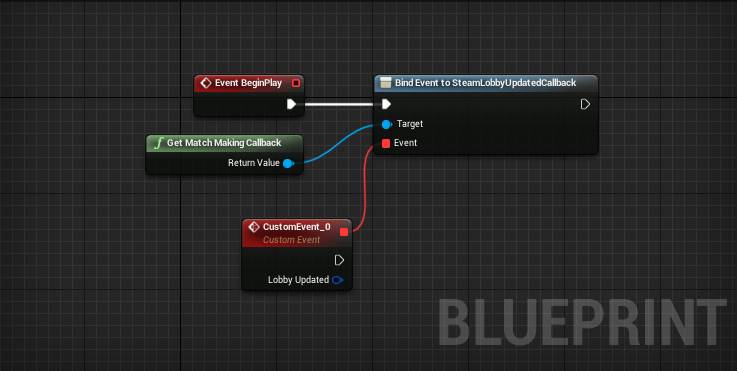 Event BeginPlay
Bind Event to SteamLobbyUpdatedCallback
Target
Event
f Get Match Making Callback
Return Value
CustomEvent_0
Custom Event
Lobby Updated
BLUEPRINT